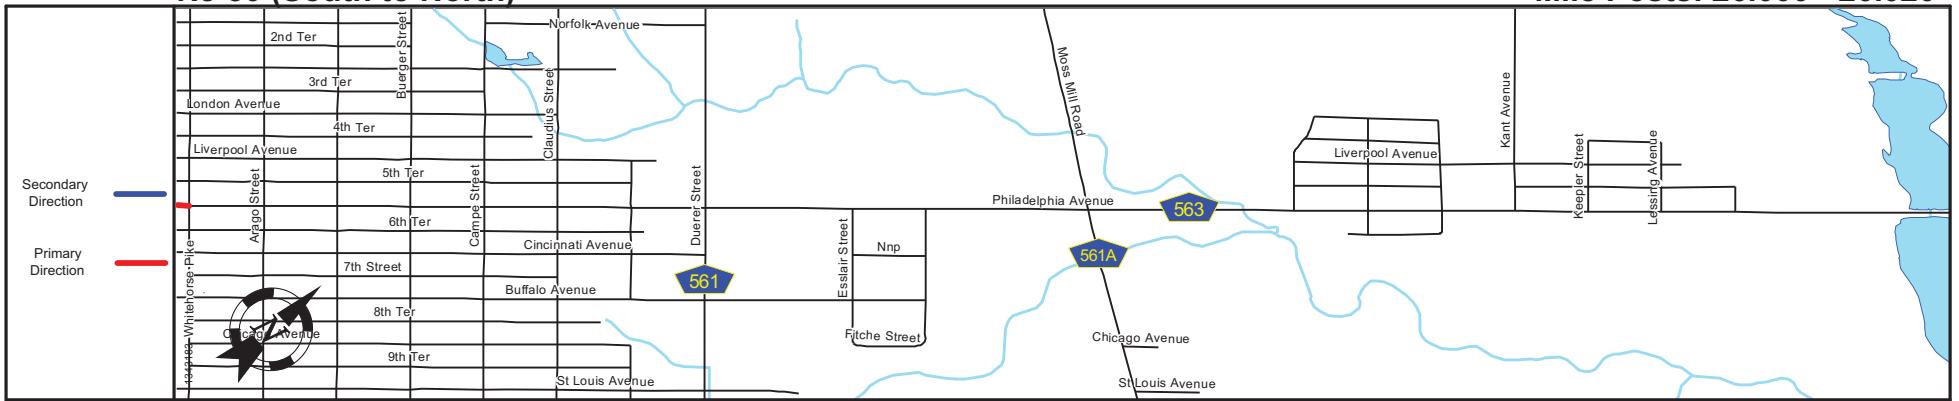 Norfolk Avenue
2nd Ter
Buerger Street
3rd Ter
London Avenue
Claudius Street
4th Ter
Moss Mill Road
Kant Avenue
Liverpool Avenue
Liverpool Avenue
5th Ter
Secondary
Direction
Arago Street
Campe Street
Duerer Street
Philadelphia Avenue
563
Keepier Street
Lessing Avenue
6th Ter
Cincinnati Avenue
Esslair Street
Nnp
561A
Primary
Direction
7th Street
561
Buffalo Avenue
Whitehorse Pike
8th Ter
Chicago Avenue
Fitche Street
Chicago Avenue
9th Ter
St Louis Avenue
St Louis Avenue